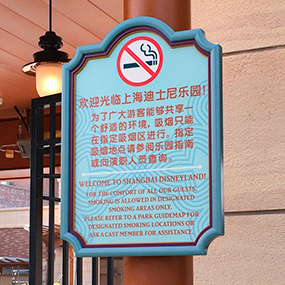 欢迎光临上海迪士尼乐园!
为了广大游客能够共享一
个舒适的环境,吸烟只能
在指定吸烟区进行。指定
吸烟地点请参阅乐园指南
或向演职人员查询。
WELCOME TO SHANGHAI DISNEYLAND!
FOR THE COMFORT OF ALL OUR GUESTS,
SMOKING IS ALLOWED IN DESIGNATED
SMOKING AREAS ONLY.
PLEASE REFER TO A PARK GUIDEMAP FOR
DESIGNATED SMOKING LOCATIONS OR
ASK A CAST MEMBER FOR ASSISTANCE.